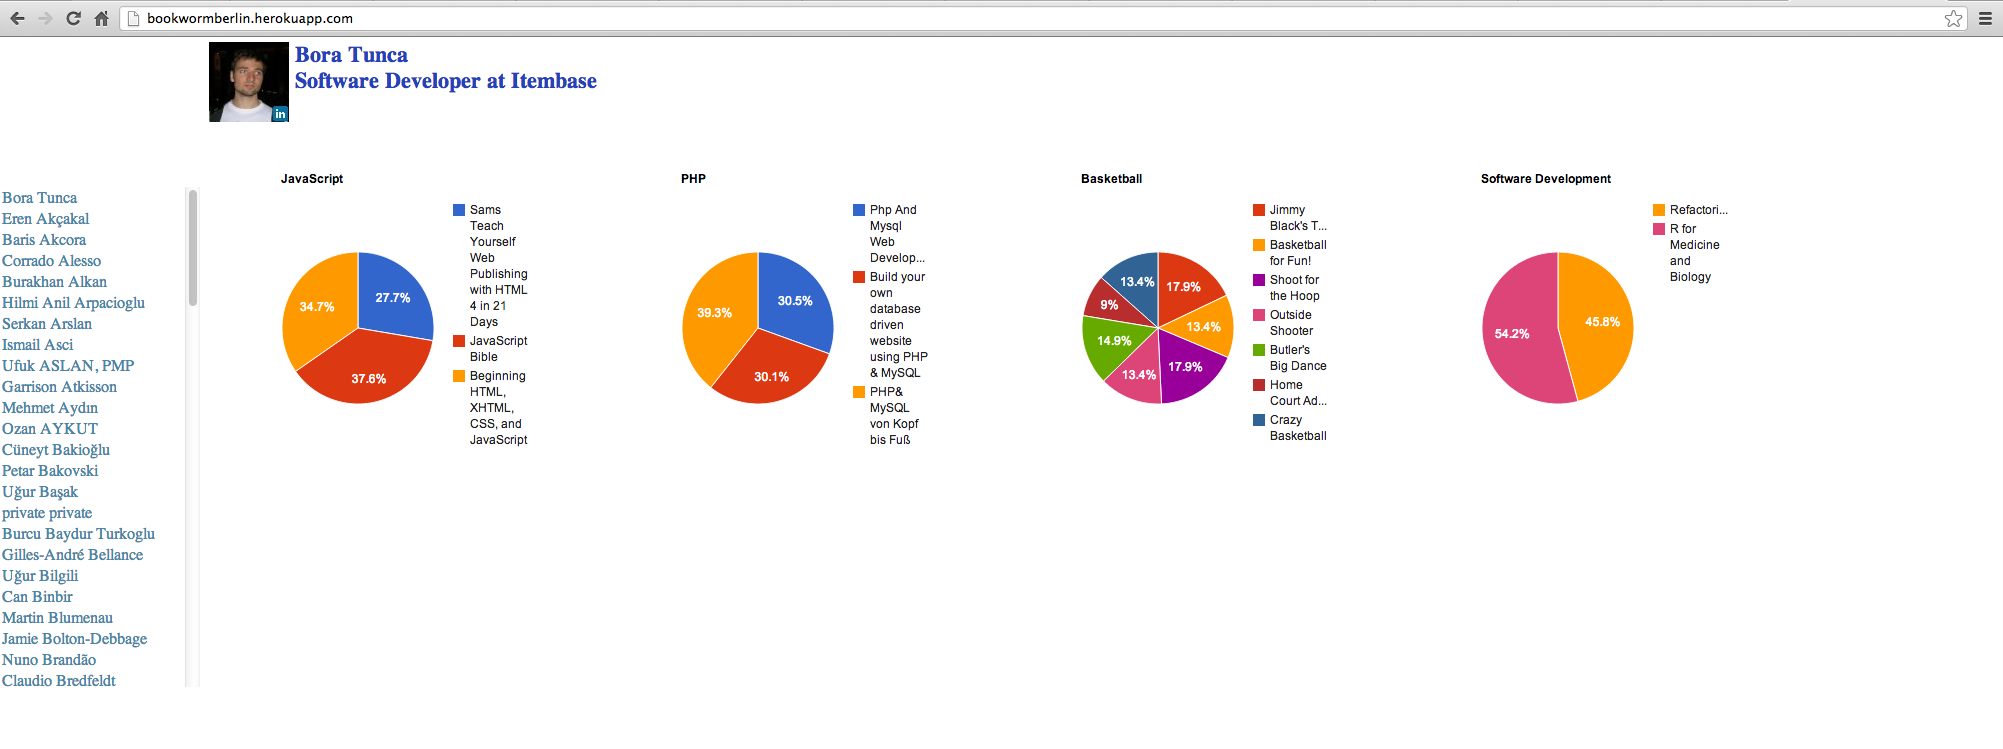 bookwormberlin.herokuapp.com
Bora Tunca
Software Developer at Itembase
in
Bora Tunca
Eren Akçakal
Baris Akcora
Corrado Alesso
Burakhan Alkan
Hilmi Anil Arpacioglu
Serkan Arslan
Ismail Asci
Ufuk ASLAN, PMP
Garrison Atkisson
Mehmet Aydın
Ozan AYKUT
Cüneyt Bakioğlu
Petar Bakovski
Uğur Başak
private private
Burcu Baydur Turkoglu
Gilles-André Bellance
Uğur Bilgili
Can Binbir
Martin Blumenau
Jamie Bolton-Debbage
Nuno Brandão
Claudio Bredfeldt
JavaScript
27.7%
34.7%
37.6%
Sams
Teach
Yourself
Web
Publishing
with HTML
4 in 21
Days
JavaScript
Bible
Beginning
HTML,
XHTML,
CSS, and
JavaScript
PHP
30.5%
39.3%
30.1%
Php And
Mysql
Web
Develop...
Build your
own
database
driven
website
using PHP
& MySQL
PHP&
MySQL
von Kopf
bis Fuß
Basketball
13.4%
17.9%
9%
13.4%
14.9%
17.9%
13.4%
Jimmy
Black's T...
Basketball
for Fun!
Shoot for
the Hoop
Outside
Shooter
Butler's
Big Dance
Home
Court Ad...
Crazy
Basketball
Software Development
45.8%
54.2%
Refactori...
R for
Medicine
and
Biology